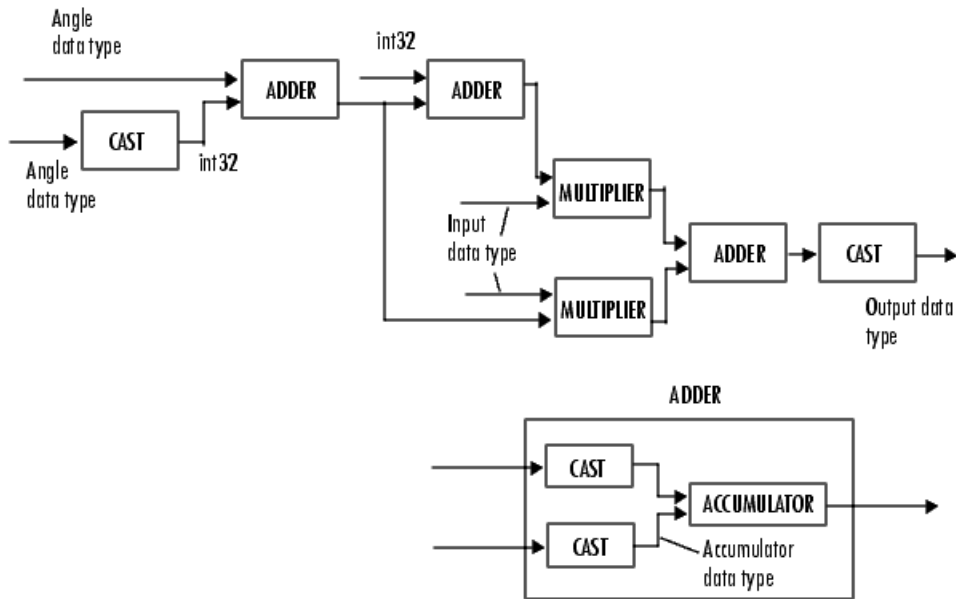 Angle
data type
int32
ADDER
ADDER
CAST
int32
Angle
data type
MULTIPLIER
Input
data type
ADDER
CAST
MULTIPLIER
Output data
type
ADDER
CAST
ACCUMULATOR
CAST
Accumulator
data type